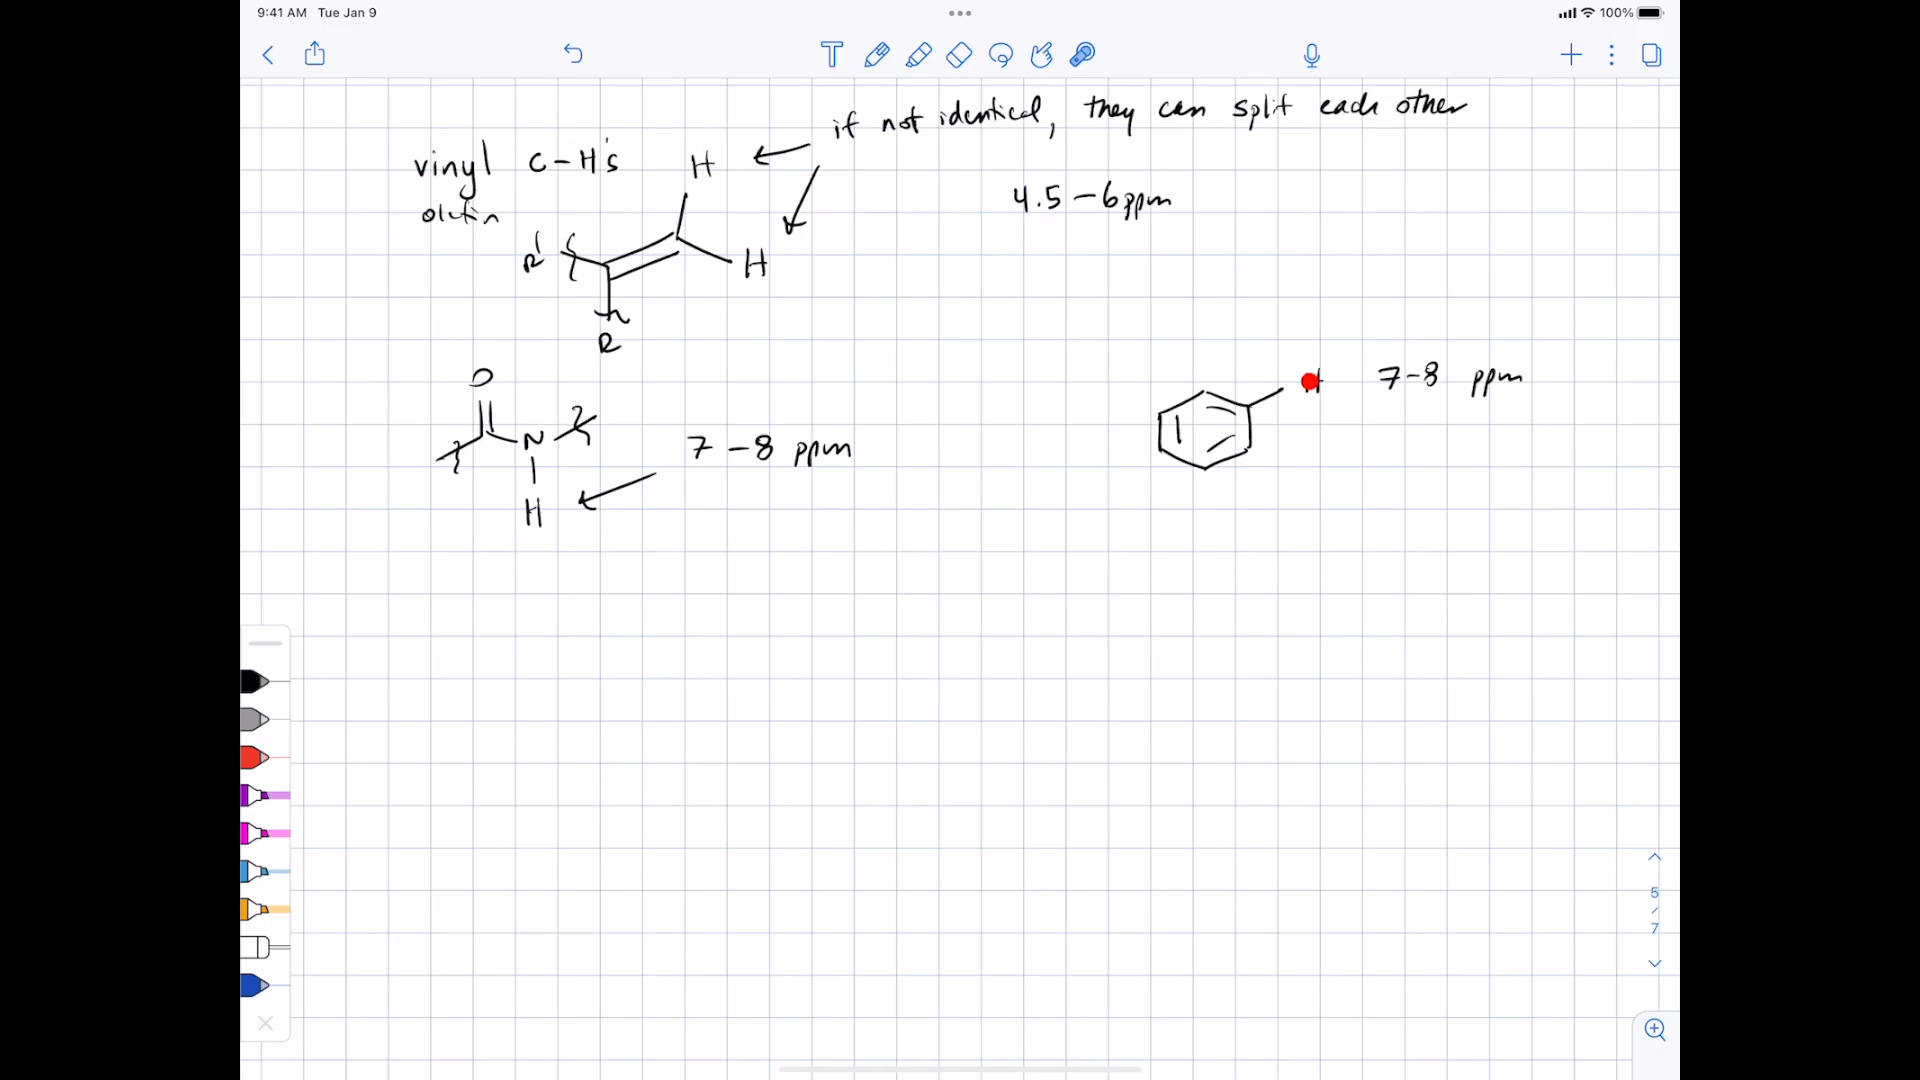 9:41 AM Tue Jan 9
100%
if not identical, they can split each other
vinyl C-H's
H
olefin
4.5 - 6 ppm
R'
H
R
O
H 7-8 ppm
N
7 - 8 ppm
H
5
/
7